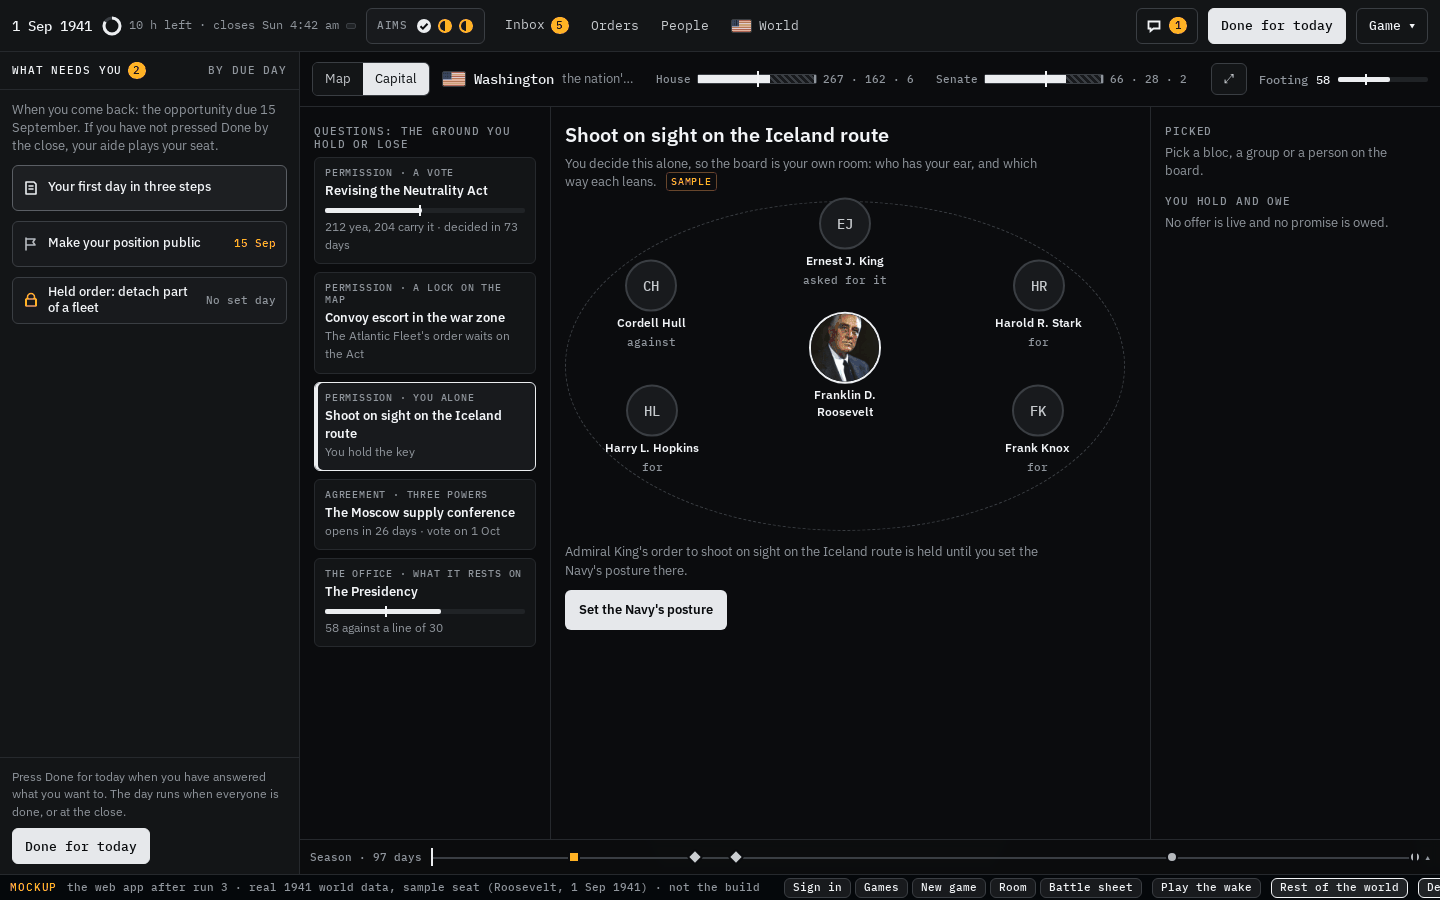 1 Sep 1941
10 h left · closes Sun 4:42 am
AIMS
Inbox 5
Orders
People
World
1
Done for today
Game ▾
WHAT NEEDS YOU 2
BY DUE DAY
When you come back: the opportunity due 15
September. If you have not pressed Done by
the close, your aide plays your seat.
Your first day in three steps
Make your position public
15 Sep
Held order: detach part
of a fleet
No set day
Press Done for today when you have answered
what you want to. The day runs when everyone is
done, or at the close.
Done for today
Map
Capital
Washington
the nation'...
House
267 · 162 · 6
Senate
66 · 28 · 2
Footing 58
QUESTIONS: THE GROUND YOU
HOLD OR LOSE
PERMISSION · A VOTE
Revising the Neutrality Act
212 yea, 204 carry it · decided in 73
days
PERMISSION · A LOCK ON THE
MAP
Convoy escort in the war zone
The Atlantic Fleet's order waits on
the Act
PERMISSION · YOU ALONE
Shoot on sight on the Iceland
route
You hold the key
AGREEMENT · THREE POWERS
The Moscow supply conference
opens in 26 days · vote on 1 Oct
THE OFFICE · WHAT IT RESTS ON
The Presidency
58 against a line of 30
Shoot on sight on the Iceland route
You decide this alone, so the board is your own room: who has your ear, and which
way each leans. SAMPLE
EJ
Ernest J. King
asked for it
CH
Cordell Hull
against
HR
Harold R. Stark
for
Franklin D.
Roosevelt
HL
Harry L. Hopkins
for
FK
Frank Knox
for
Admiral King's order to shoot on sight on the Iceland route is held until you set the
Navy's posture there.
Set the Navy's posture
PICKED
Pick a bloc, a group or a person on the
board.
YOU HOLD AND OWE
No offer is live and no promise is owed.
Season · 97 days
MOCKUP the web app after run 3 · real 1941 world data, sample seat (Roosevelt, 1 Sep 1941) · not the build
Sign in
Games
New game
Room
Battle sheet
Play the wake
Rest of the world
De